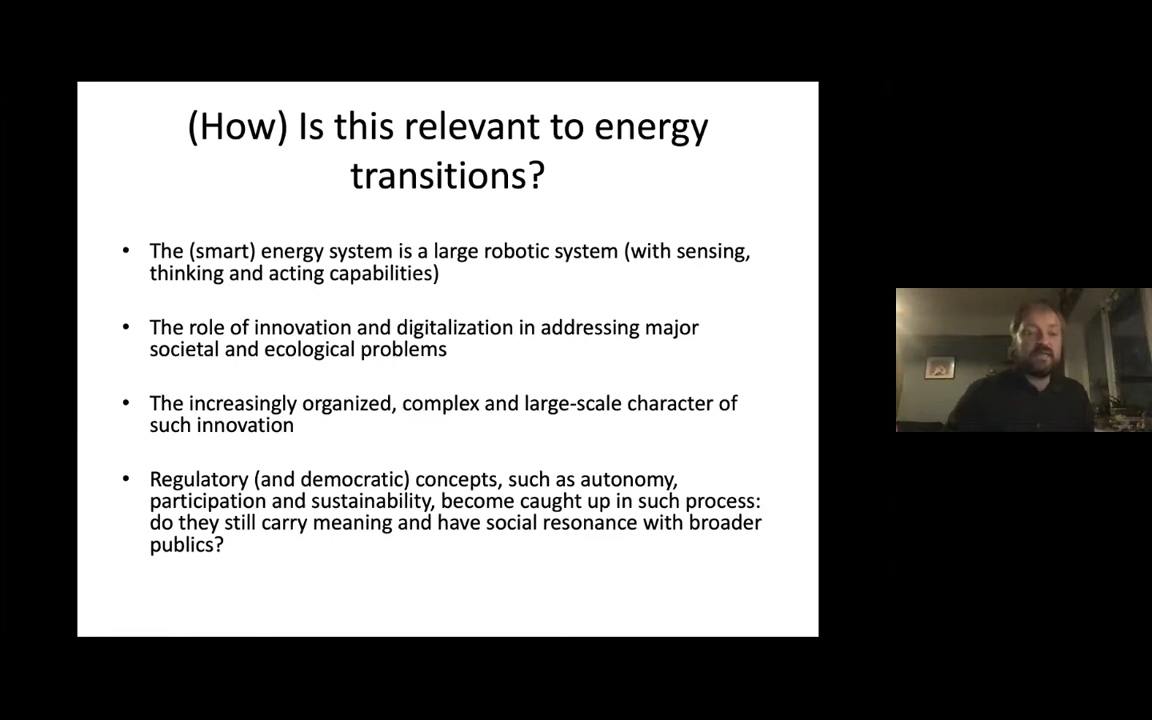 (How) Is this relevant to energy
transitions?
• The (smart) energy system is a large robotic system (with sensing,
thinking and acting capabilities)
• The role of innovation and digitalization in addressing major
societal and ecological problems
• The increasingly organized, complex and large-scale character of
such innovation
• Regulatory (and democratic) concepts, such as autonomy,
participation and sustainability, become caught up in such process:
do they still carry meaning and have social resonance with broader
publics?